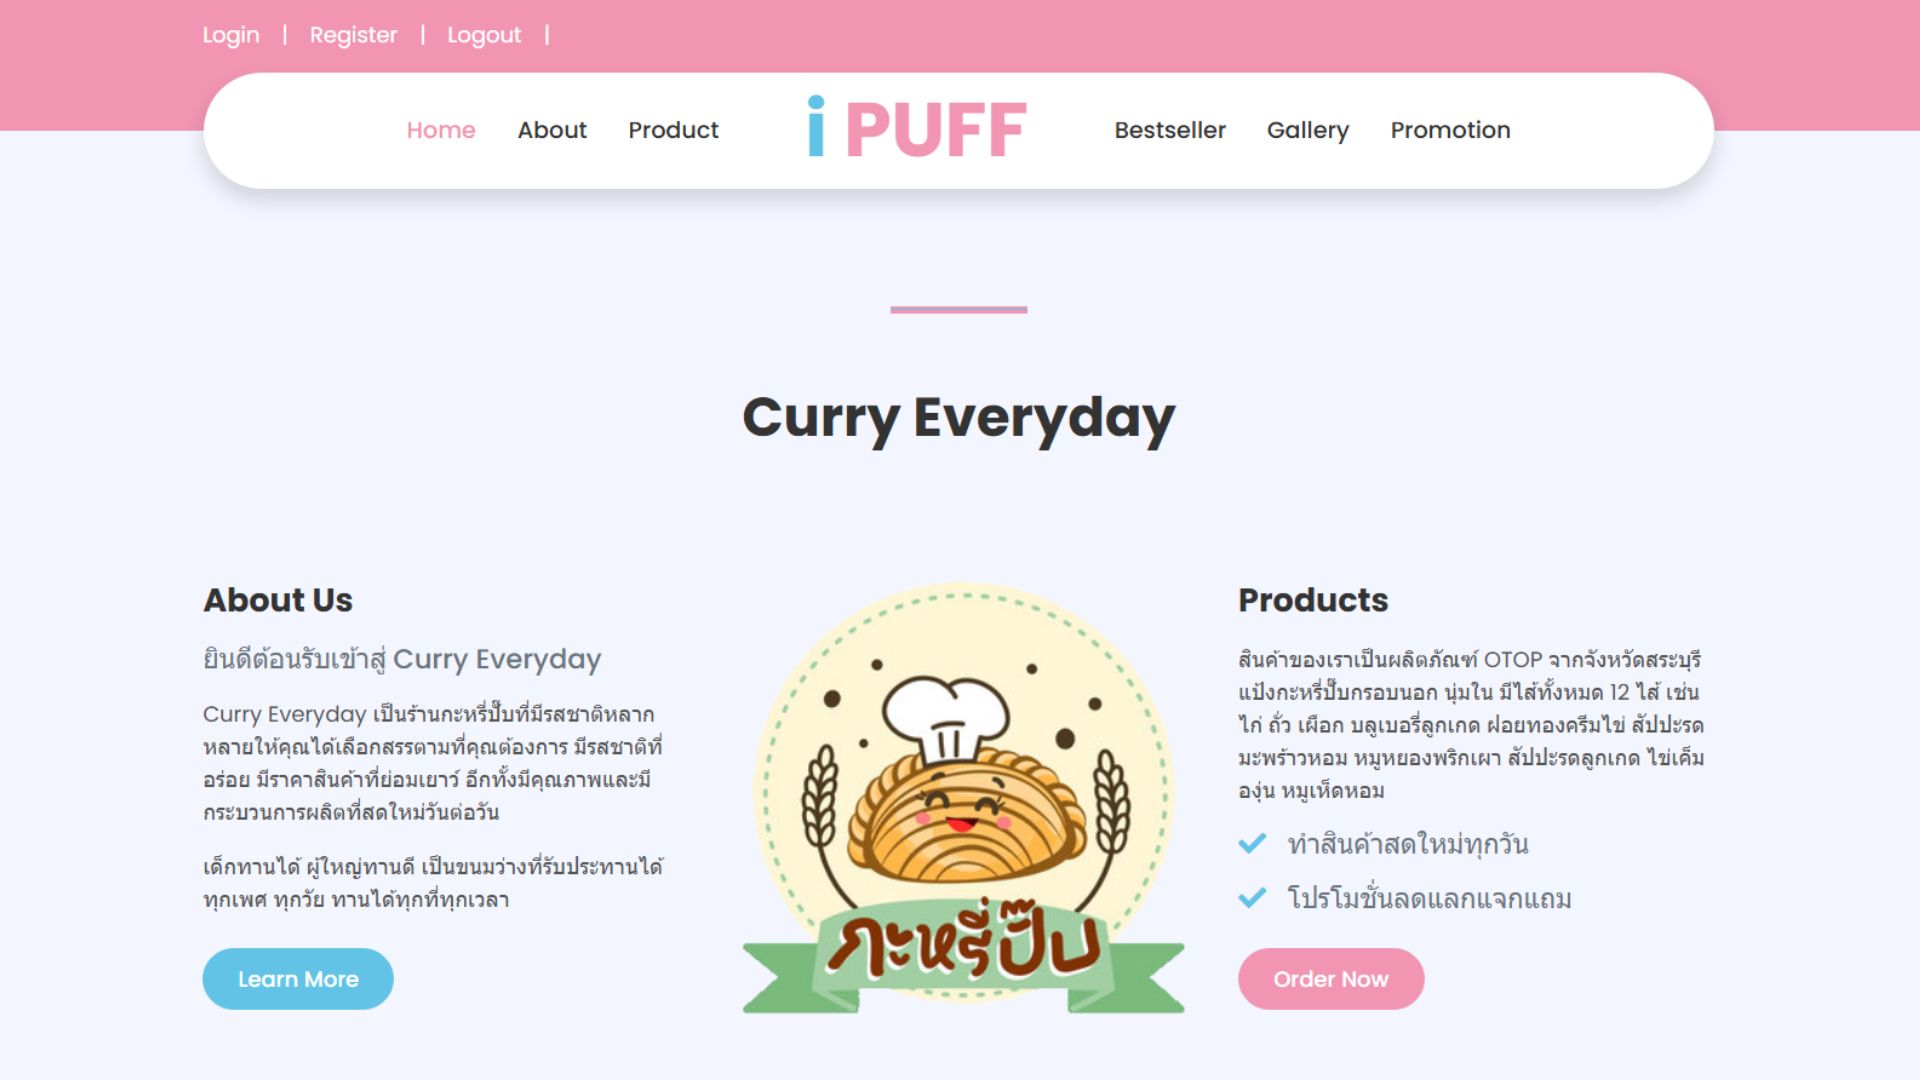 Login | Register | Logout |
Home About Product i PUFF Bestseller Gallery Promotion
Curry Everyday
About Us
ยินดีต้อนรับเข้าสู่ Curry Everyday
Curry Everyday เป็นร้านกะหรี่ปั๊บที่มีรสชาติหลาก
หลายให้คุณได้เลือกสรรตามที่คุณต้องการ มีรสชาติที่
อร่อย มีราคาสินค้าที่ย่อมเยาว์ อีกทั้งมีคุณภาพและมี
กระบวนการผลิตที่สดใหม่วันต่อวัน
เด็กทานได้ ผู้ใหญ่ทานดี เป็นขนมว่างที่รับประทานได้
ทุกเพศ ทุกวัย ทานได้ทุกที่ทุกเวลา
Learn More
กะหรี่ปั๊บ
Products
สินค้าของเราเป็นผลิตภัณฑ์ OTOP จากจังหวัดสระบุรี
แป้งกะหรี่ปั๊บกรอบนอก นุ่มใน มีไส้ทั้งหมด 12 ไส้ เช่น
ไก่ ถั่ว เผือก บลูเบอรี่ลูกเกด ฝอยทองครีมไข่ สัปปะรด
มะพร้าวหอม หมูหยองพริกเผา สัปปะรดลูกเกด ไข่เค็ม
องุ่น หมูเห็ดหอม
ทำสินค้าสดใหม่ทุกวัน
โปรโมชั่นลดแลกแจกแถม
Order Now